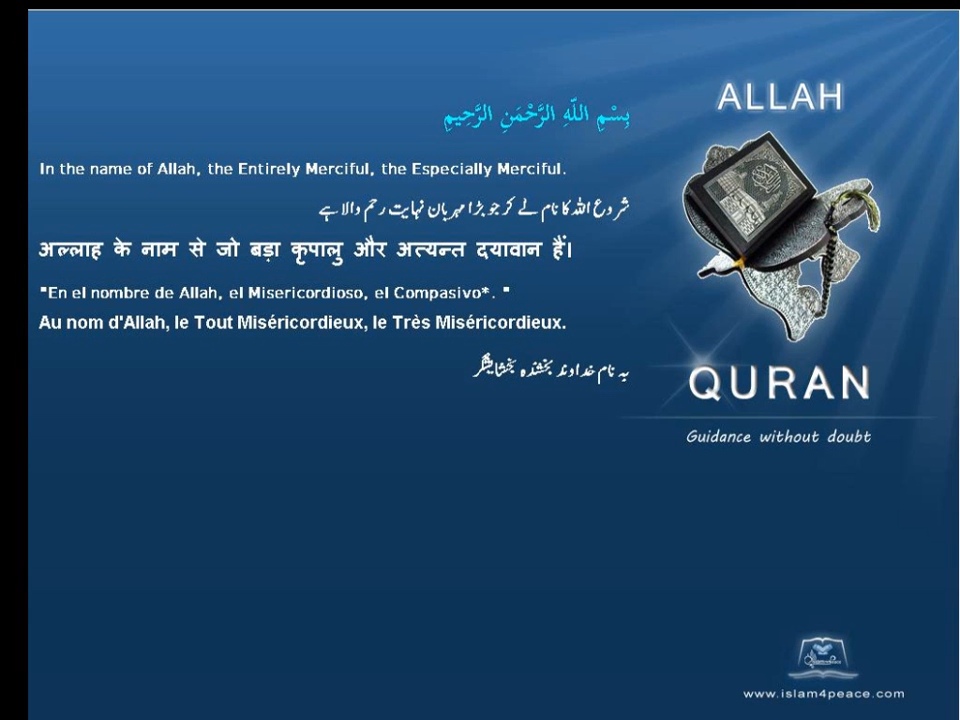 بِسْمِ اللّهِ الرَّحْمَنِ الرَّحِيمِ
In the name of Allah, the Entirely Merciful, the Especially Merciful.
شروع الله کا نام لے کر جو بڑا مہربان نہایت رحم والا ہے
अल्लाह के नाम से जो बड़ा कृपालु और अत्यन्त दयावान हैं।
"En el nombre de Allah, el Misericordioso, el Compasivo*. "
Au nom d'Allah, le Tout Miséricordieux, le Très Miséricordieux.
به نام خداوند بخشنده بخشایشگر
ALLAH
QURAN
Guidance without doubt
www.islam4peace.com